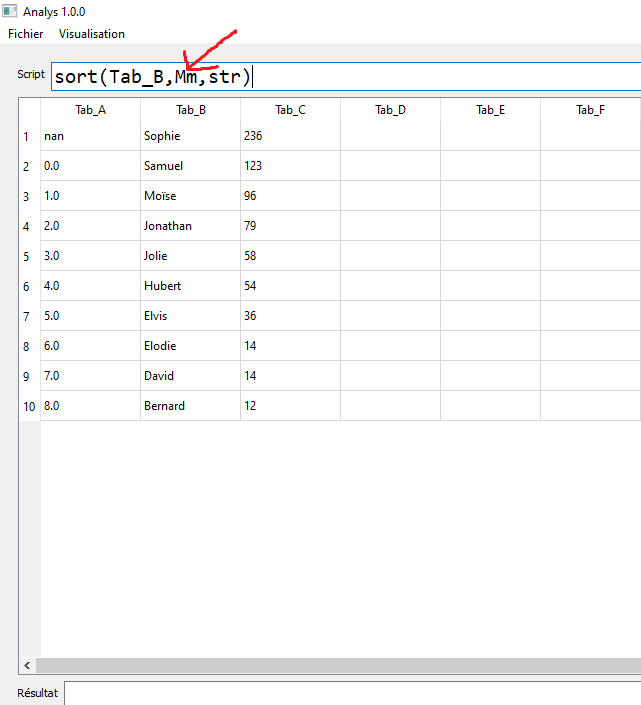 Analys 1.0.0
Fichier Visualisation
Script sort(Tab_B,Mm,str)
Tab_A Tab_B Tab_C Tab_D Tab_E Tab_F
1 nan Sophie 236
2 0.0 Samuel 123
3 1.0 Moïse 96
4 2.0 Jonathan 79
5 3.0 Jolie 58
6 4.0 Hubert 54
7 5.0 Elvis 36
8 6.0 Elodie 14
9 7.0 David 14
10 8.0 Bernard 12
Résultat